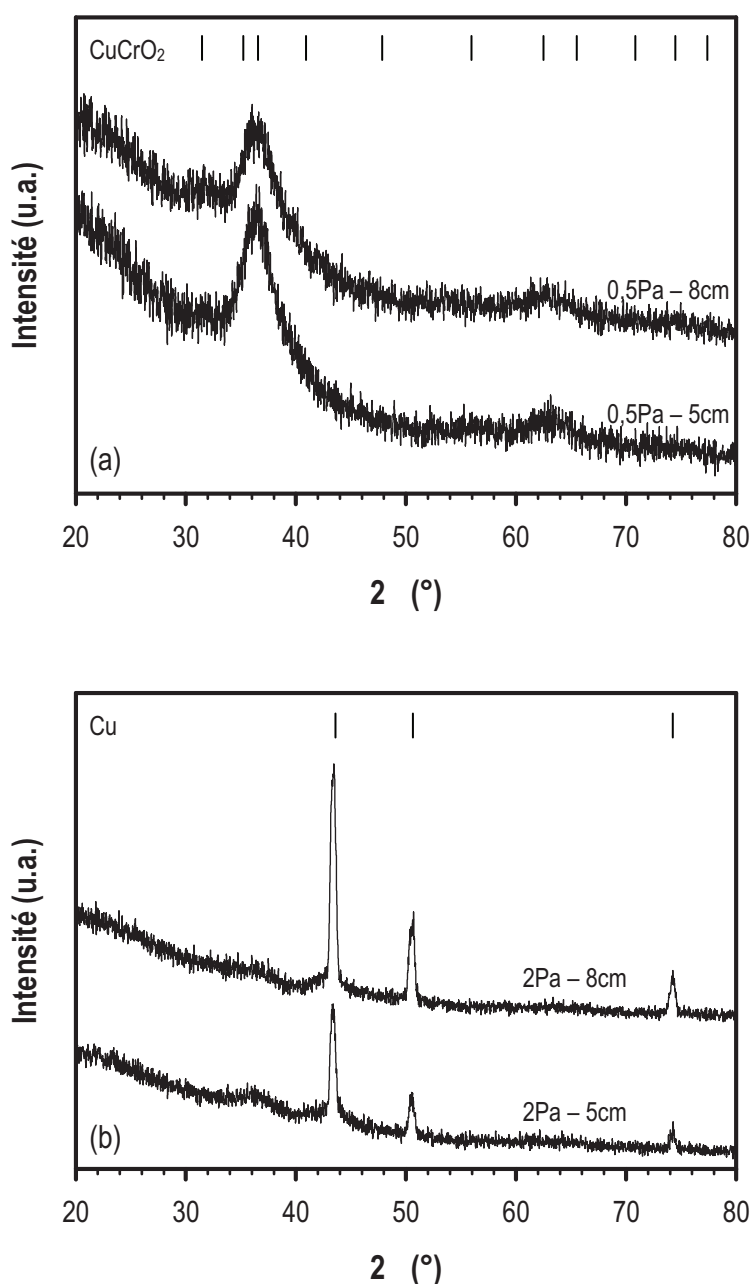 CuCrO₂
Intensité (u.a.)
0,5Pa – 8cm
0,5Pa – 5cm
(a)
20 30 40 50 60 70 80
2 (°)
Cu
Intensité (u.a.)
2Pa – 8cm
2Pa – 5cm
(b)
20 30 40 50 60 70 80
2 (°)